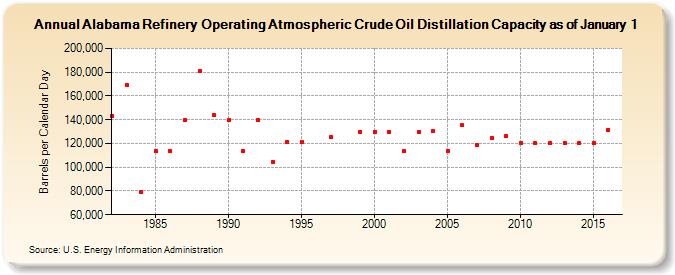 Annual Alabama Refinery Operating Atmospheric Crude Oil Distillation Capacity as of January 1
Barrels per Calendar Day
200,000
180,000
160,000
140,000
120,000
100,000
80,000
60,000
1985 1990 1995 2000 2005 2010 2015
Source: U.S. Energy Information Administration